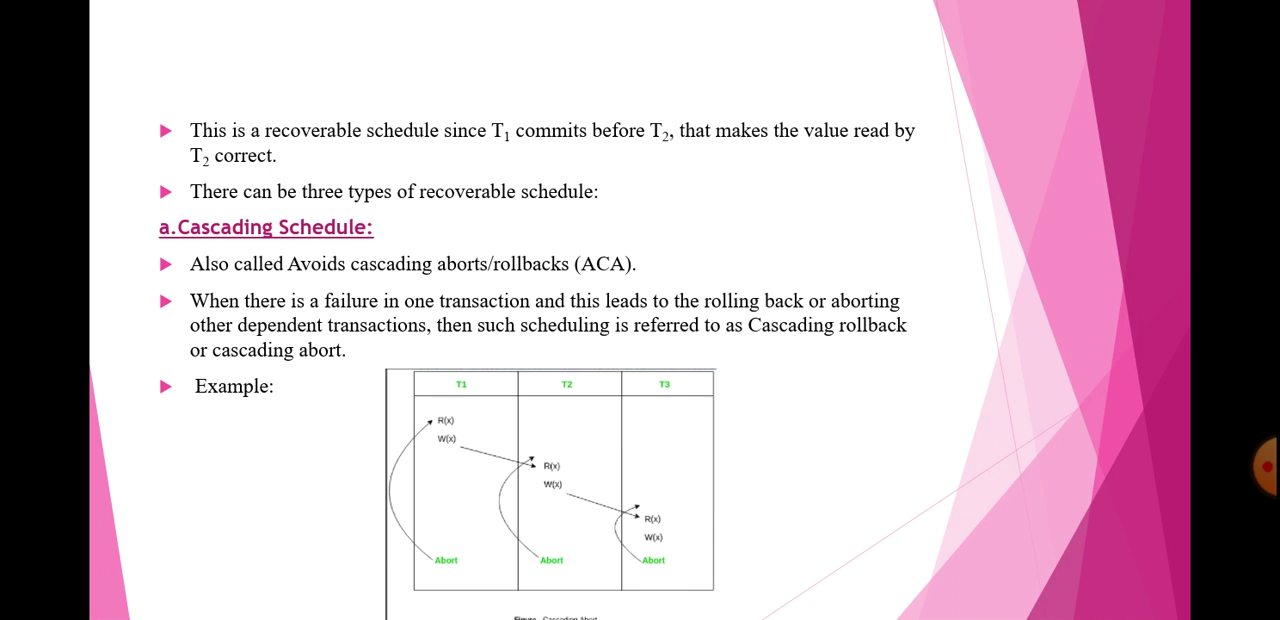 This is a recoverable schedule since T₁ commits before T₂, that makes the value read by
T₂ correct.
There can be three types of recoverable schedule:
a.Cascading Schedule:
Also called Avoids cascading aborts/rollbacks (ACA).
When there is a failure in one transaction and this leads to the rolling back or aborting
other dependent transactions, then such scheduling is referred to as Cascading rollback
or cascading abort.
Example:
T1 T2 T3
R(x)
W(x)
R(x)
W(x)
R(x)
W(x)
Abort Abort Abort
Figure Cascading Abort